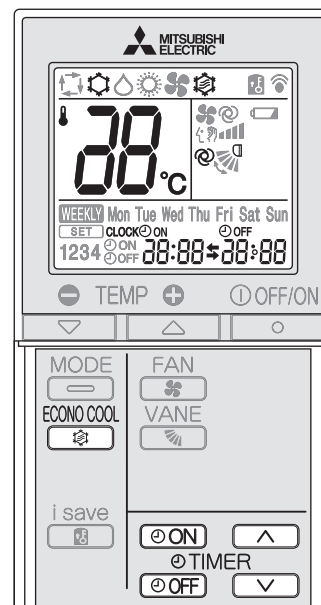 MITSUBISHI
ELECTRIC
88 °C
WEEKLY Mon Tue Wed Thu Fri Sat Sun
SET CLOCK ON OFF
1234 ON OFF 88:88 88:88
TEMP OFF/ON
MODE FAN
ECONO COOL VANE
i save
ON
TIMER
OFF